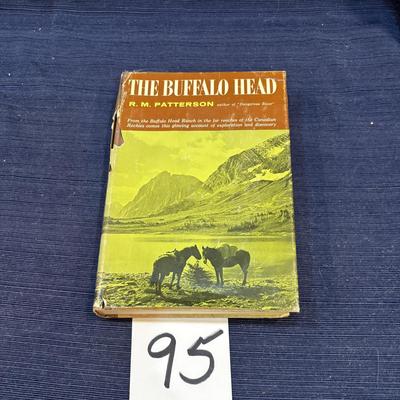 THE BUFFALO HEAD
R. M. PATTERSON author of "Dangerous River"
From the Buffalo Head Ranch in the far reaches of the Canadian
Rockies comes this glowing account of exploration and discovery
95